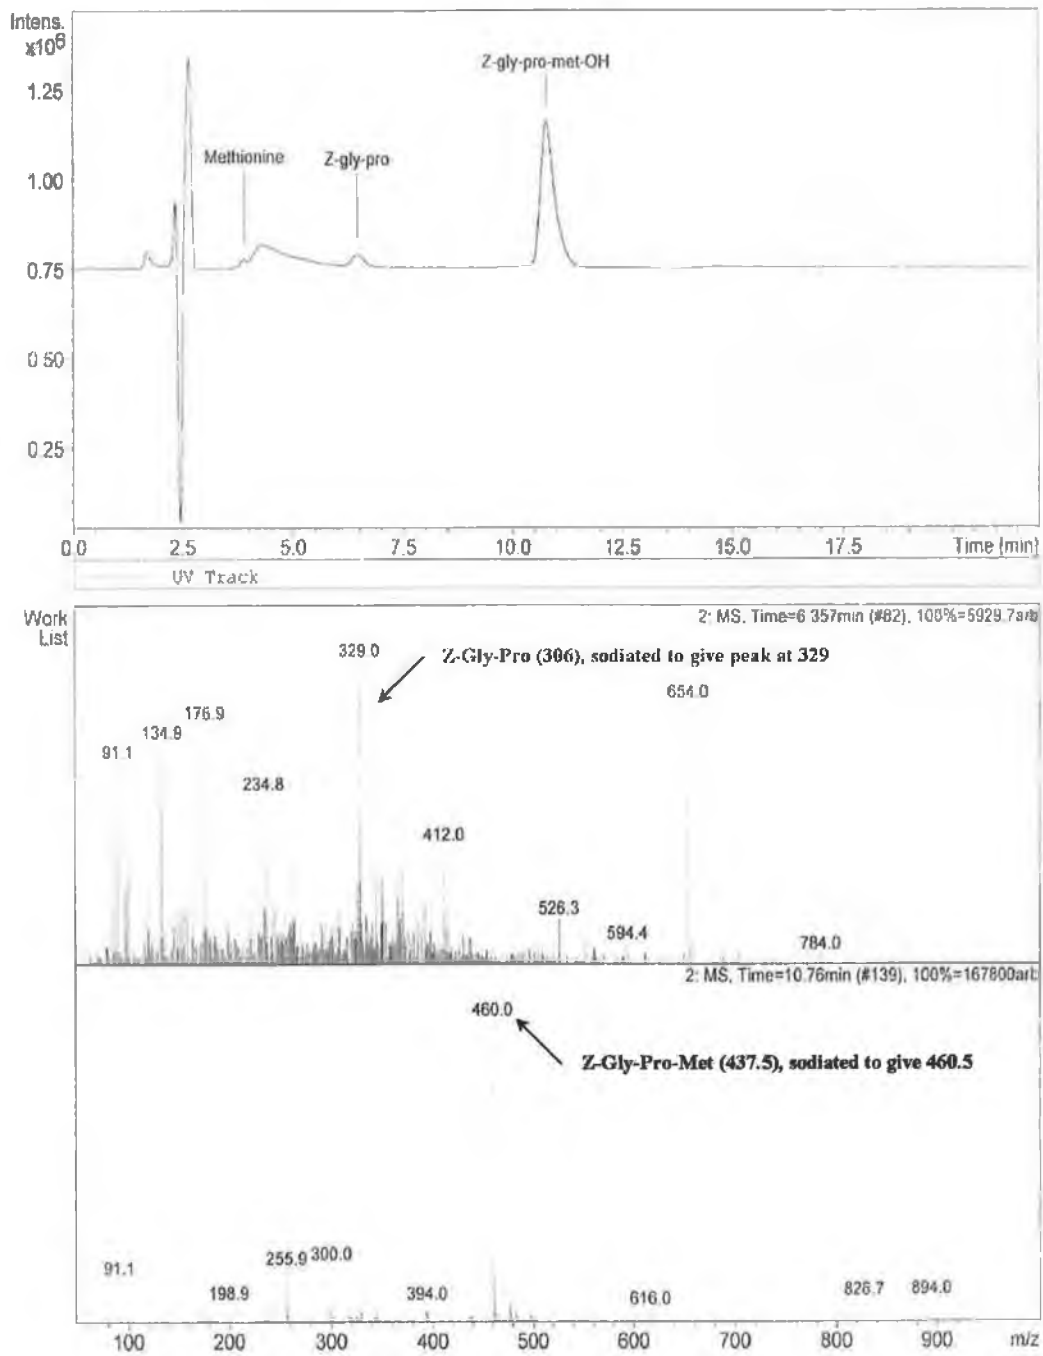 Intens.
x10^6
Z-gly-pro-met-OH
1.25
Methionine
Z-gly-pro
1.00
0.75
0.50
0.25
0.0 2.5 5.0 7.5 10.0 12.5 15.0 17.5 Time [min]
UV Track
Work
List
2: MS, Time=6.357min (#82), 100%=5929.7arb
329.0
Z-Gly-Pro (306), sodiated to give peak at 329
654.0
176.9
134.9
91.1
234.8
412.0
526.3
594.4
784.0
2: MS, Time=10.76min (#139), 100%=167800arb
460.0
Z-Gly-Pro-Met (437.5), sodiated to give 460.5
255.9
300.0
91.1
198.9
394.0
616.0
826.7
894.0
100 200 300 400 500 600 700 800 900 m/z